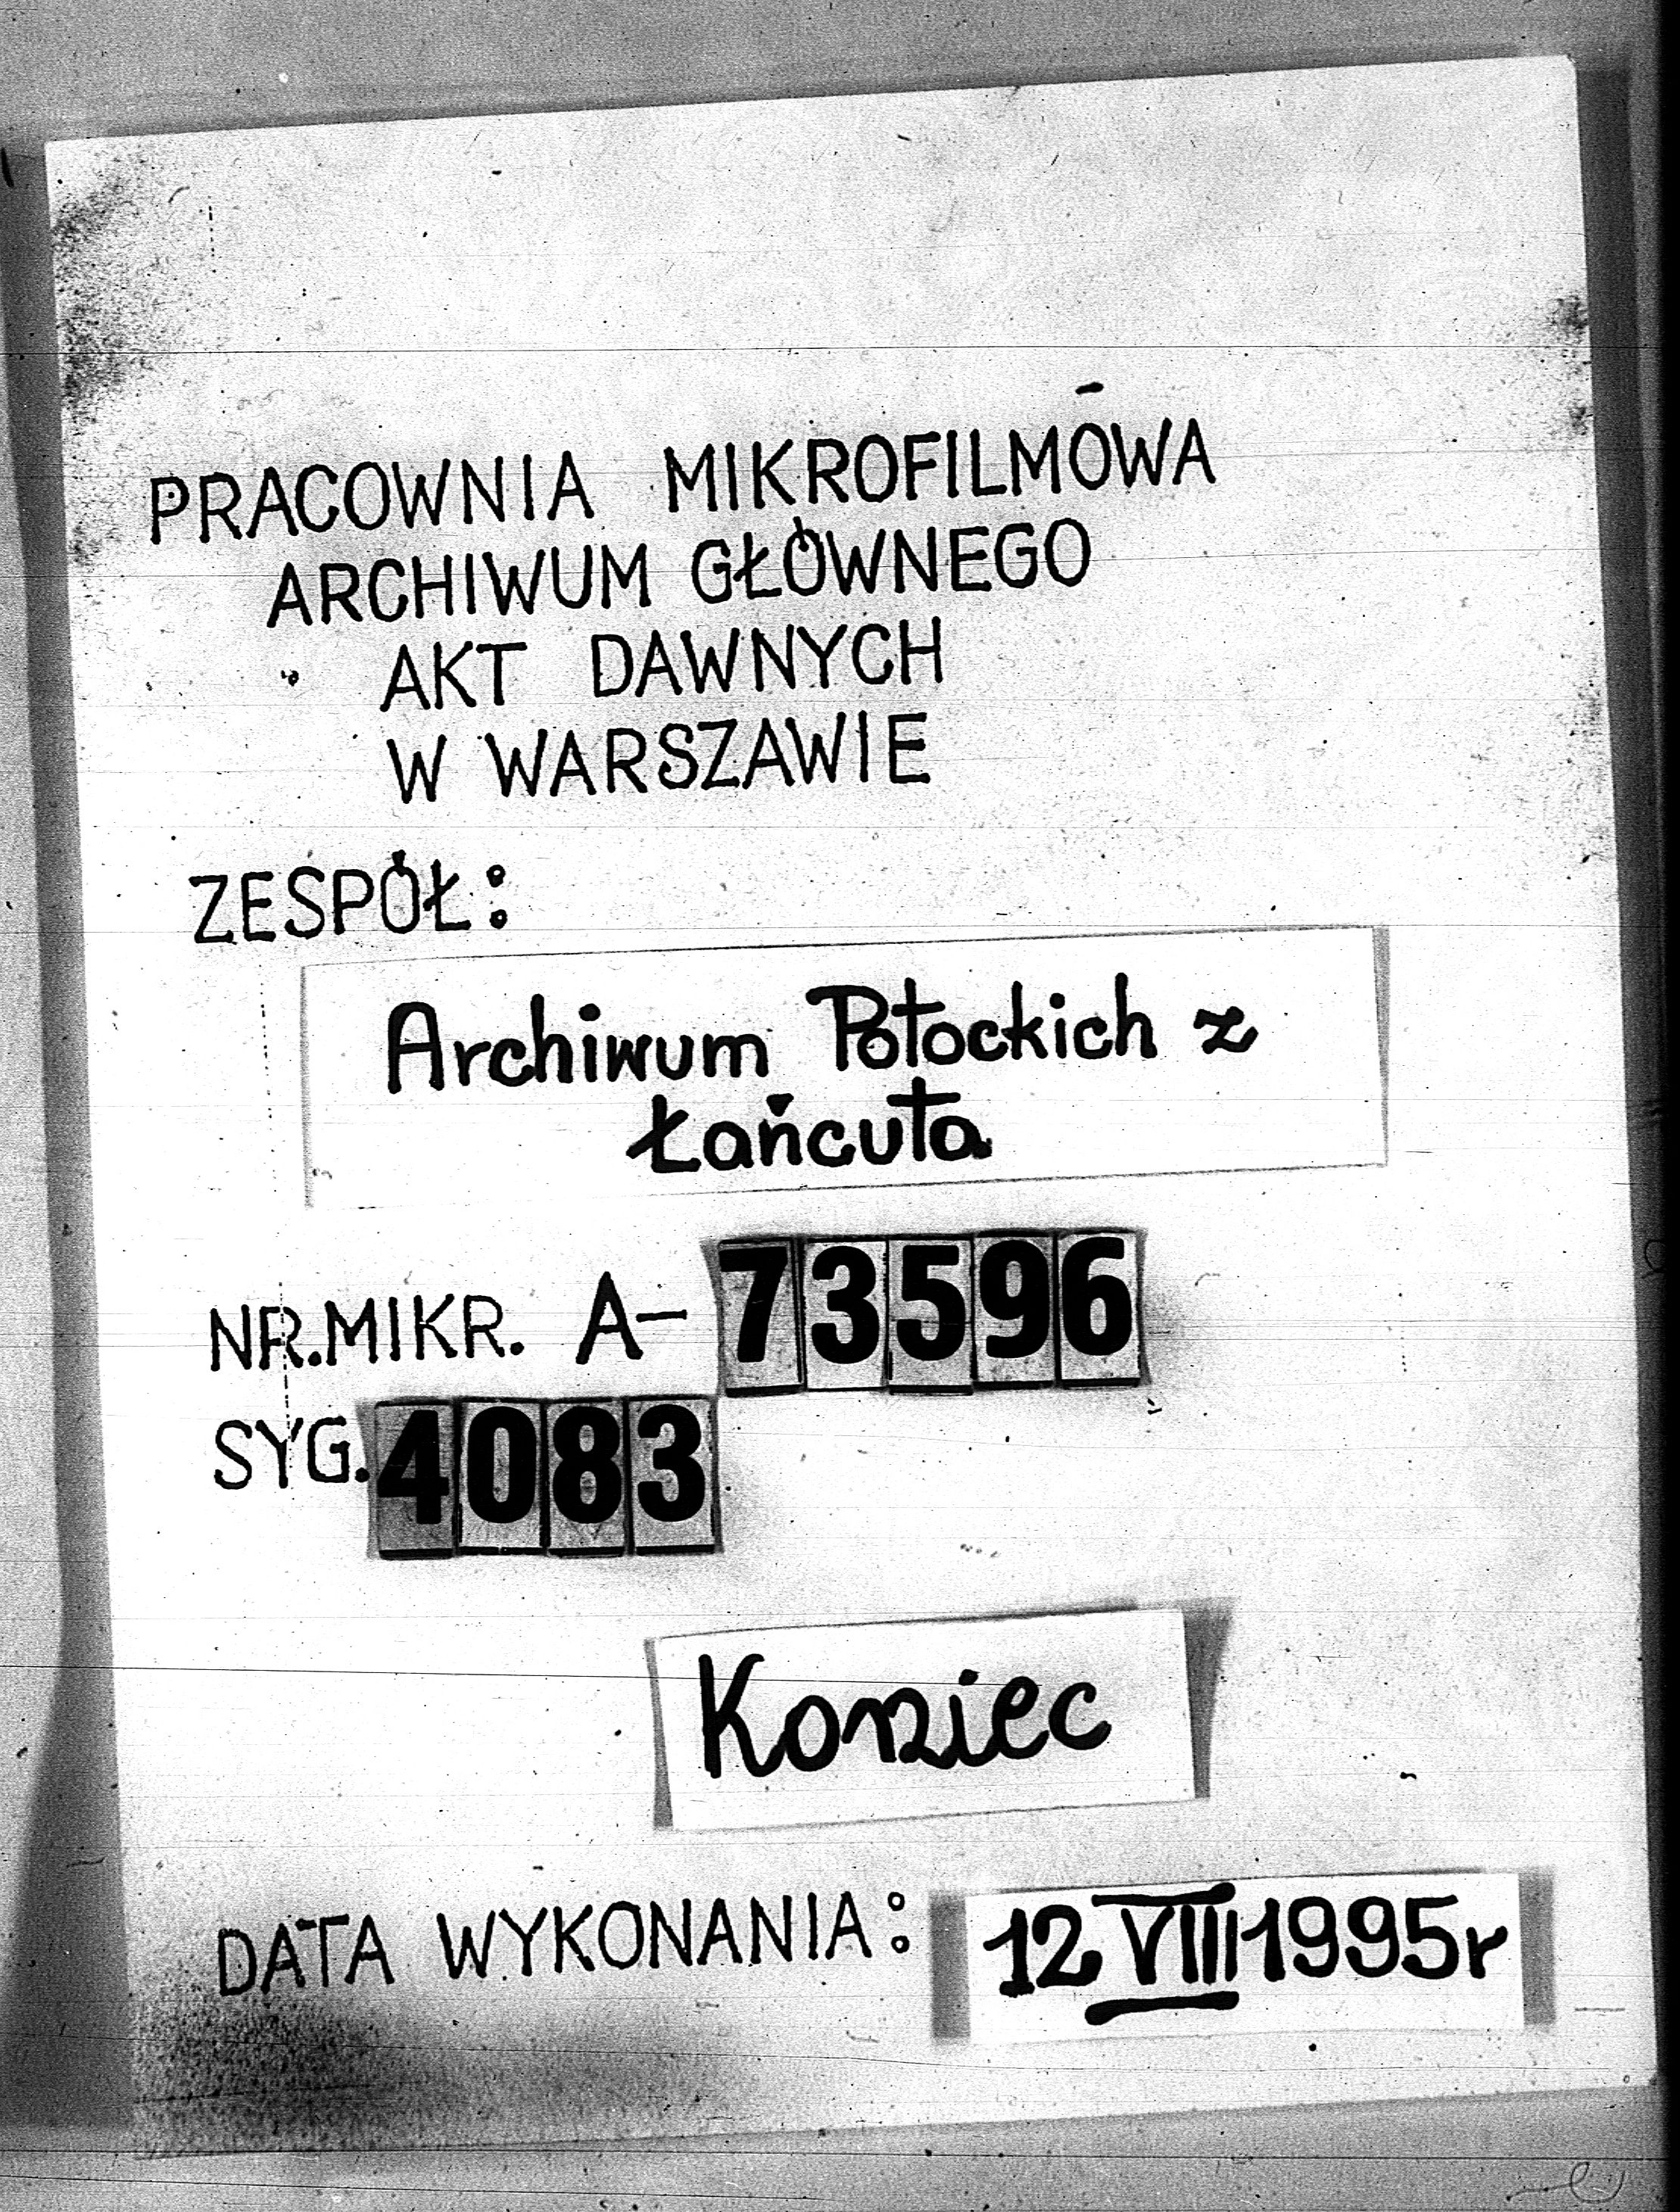 PRACOWNIA MIKROFILMOWA
ARCHIWUM GŁÓWNEGO
AKT DAWNYCH
W WARSZAWIE
ZESPÓŁ:
Archiwum Potockich z
Łańcuta
NR.MIKR. A-73596
SYG. 4083
Koniec
DATA WYKONANIA: 12 VIII 1995r